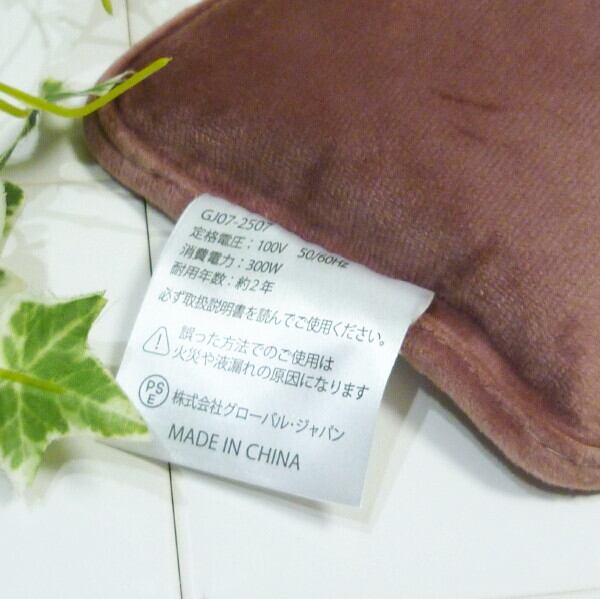 GJ07-2507
定格電圧：100V 50/60Hz
消費電力：300W
耐用年数：約2年
必ず取扱説明書を読んでご使用ください。
誤った方法でのご使用は
火災や液漏れの原因になります
PSE 株式会社グローバル・ジャパン
MADE IN CHINA